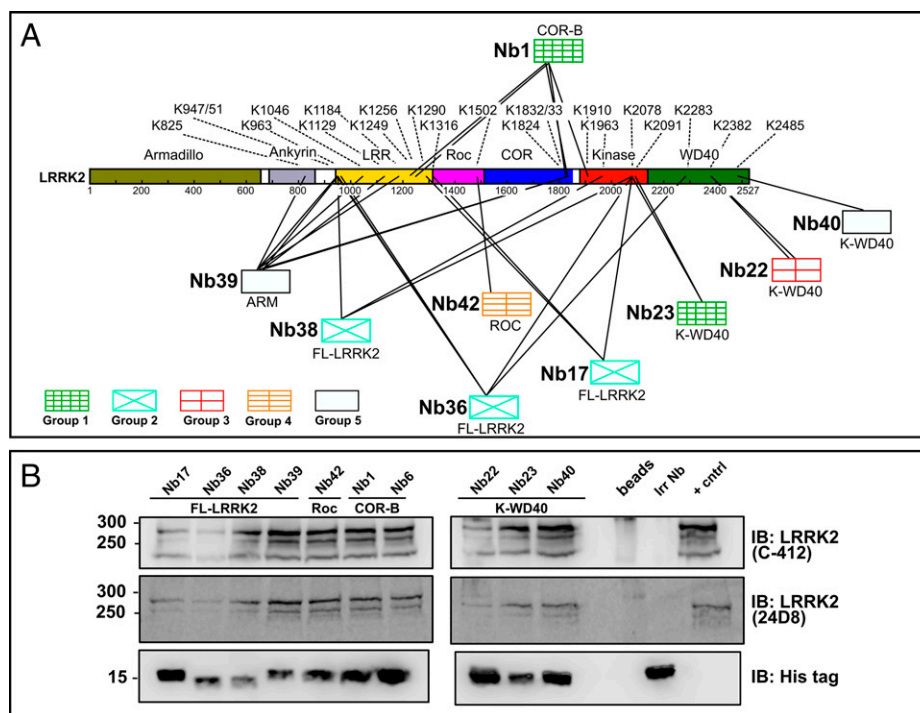 A
COR-B
Nb1
K947/51 K1046 K1184 K1256 K1290 K1502 K1832/33 K1910 K2078 K2283
K825 K963 K1129 K1249 K1316 K1824 K1963 K2091 K2382 K2485
Armadillo Ankyrin LRR Roc COR Kinase WD40
LRRK2
1 200 400 600 800 1000 1200 1400 1600 1800 2000 2200 2400 2527
Nb40
K-WD40
Nb22
K-WD40
Nb39
ARM
Nb42
ROC
Nb23
K-WD40
Nb38
FL-LRRK2
Nb17
FL-LRRK2
Nb36
FL-LRRK2
Group 1 Group 2 Group 3 Group 4 Group 5
B
Nb17 Nb36 Nb38 Nb39 Nb42 Nb1 Nb6 Nb22 Nb23 Nb40 beads Irr Nb + cntrl
FL-LRRK2 Roc COR-B K-WD40
300
250
IB: LRRK2
(C-412)
300
250
IB: LRRK2
(24D8)
15
IB: His tag